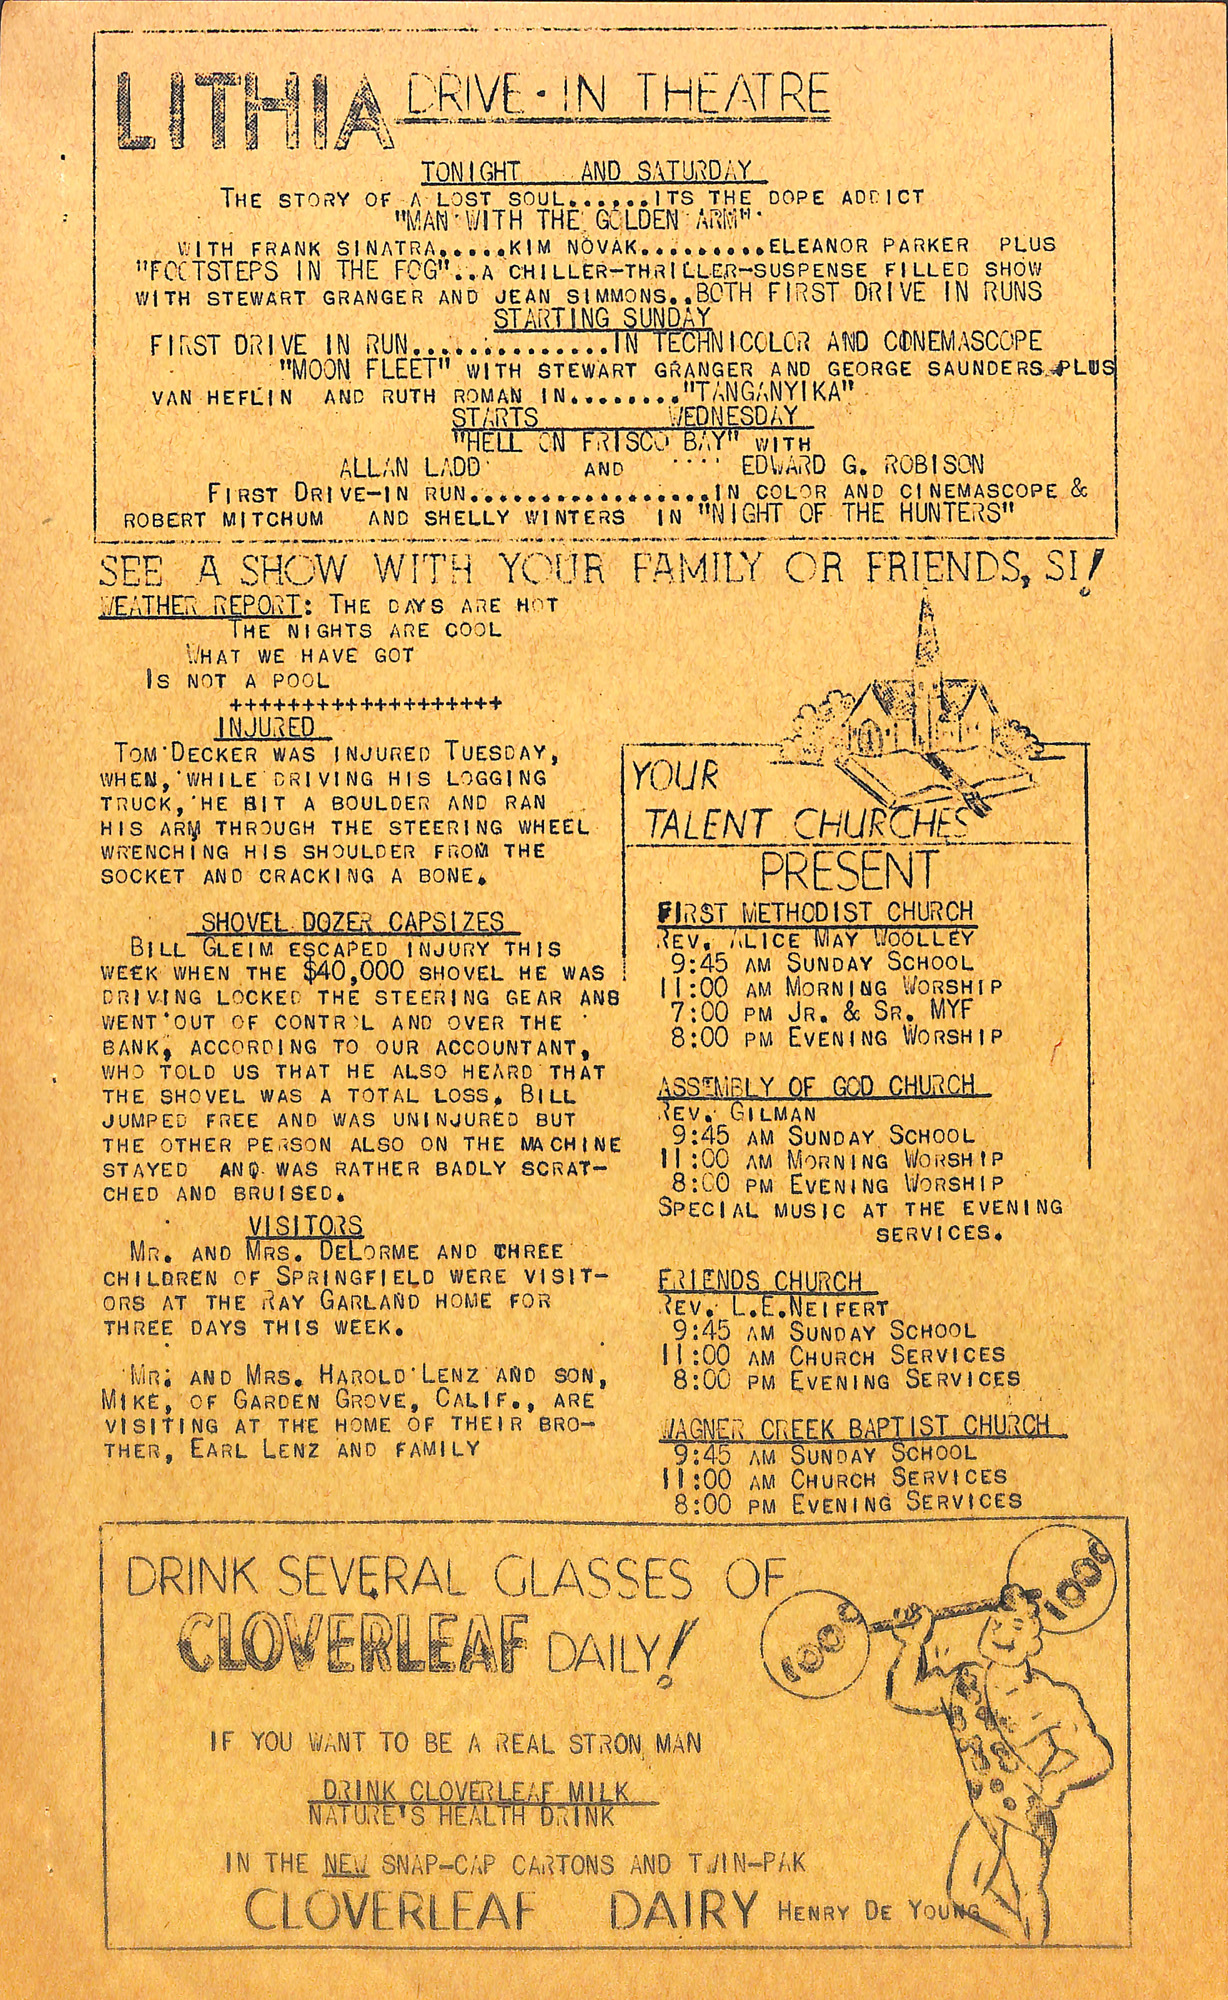 LITHIA DRIVE-IN THEATRE
TONIGHT AND SATURDAY
THE STORY OF A LOST SOUL......ITS THE DOPE ADDICT
"MAN WITH THE GOLDEN ARM"
WITH FRANK SINATRA.....KIM NOVAK.........ELEANOR PARKER PLUS
"FOOTSTEPS IN THE FOG"..A CHILLER-THRILLER-SUSPENSE FILLED SHOW
WITH STEWART GRANGER AND JEAN SIMMONS..BOTH FIRST DRIVE IN RUNS
STARTING SUNDAY
FIRST DRIVE IN RUN..............IN TECHNICOLOR AND CONEMASCOPE
"MOON FLEET" WITH STEWART GRANGER AND GEORGE SAUNDERS PLUS
VAN HEFLIN AND RUTH ROMAN IN........"TANGANYIKA"
STARTS WEDNESDAY
"HELL ON FRISCO BAY" WITH
ALLAN LADD AND EDWARD G. ROBISON
FIRST DRIVE-IN RUN.................IN COLOR AND CINEMASCOPE &
ROBERT MITCHUM AND SHELLY WINTERS IN "NIGHT OF THE HUNTERS"
SEE A SHOW WITH YOUR FAMILY OR FRIENDS, SI!
WEATHER REPORT: THE DAYS ARE HOT
THE NIGHTS ARE COOL
WHAT WE HAVE GOT
IS NOT A POOL
+++++++++++++++++++
INJURED
TOM DECKER WAS INJURED TUESDAY,
WHEN, WHILE DRIVING HIS LOGGING
TRUCK, HE HIT A BOULDER AND RAN
HIS ARM THROUGH THE STEERING WHEEL
WRENCHING HIS SHOULDER FROM THE
SOCKET AND CRACKING A BONE.
SHOVEL DOZER CAPSIZES
BILL GLEIM ESCAPED INJURY THIS
WEEK WHEN THE $40,000 SHOVEL HE WAS
DRIVING LOCKED THE STEERING GEAR ANS
WENT OUT OF CONTROL AND OVER THE
BANK, ACCORDING TO OUR ACCOUNTANT,
WHO TOLD US THAT HE ALSO HEARD THAT
THE SHOVEL WAS A TOTAL LOSS. BILL
JUMPED FREE AND WAS UNINJURED BUT
THE OTHER PERSON ALSO ON THE MACHINE
STAYED AND WAS RATHER BADLY SCRAT-
CHED AND BRUISED.
VISITORS
MR. AND MRS. DELORME AND THREE
CHILDREN OF SPRINGFIELD WERE VISIT-
ORS AT THE RAY GARLAND HOME FOR
THREE DAYS THIS WEEK.
MR. AND MRS. HAROLD LENZ AND SON,
MIKE, OF GARDEN GROVE, CALIF., ARE
VISITING AT THE HOME OF THEIR BRO-
THER, EARL LENZ AND FAMILY
YOUR
TALENT CHURCHES
PRESENT
FIRST METHODIST CHURCH
REV. ALICE MAY WOOLLEY
9:45 AM SUNDAY SCHOOL
11:00 AM MORNING WORSHIP
7:00 PM JR. & SR. MYF
8:00 PM EVENING WORSHIP
ASSEMBLY OF GOD CHURCH
REV. GILMAN
9:45 AM SUNDAY SCHOOL
11:00 AM MORNING WORSHIP
8:00 PM EVENING WORSHIP
SPECIAL MUSIC AT THE EVENING
SERVICES.
FRIENDS CHURCH
REV. L.E.NEIFERT
9:45 AM SUNDAY SCHOOL
11:00 AM CHURCH SERVICES
8:00 PM EVENING SERVICES
WAGNER CREEK BAPTIST CHURCH
9:45 AM SUNDAY SCHOOL
11:00 AM CHURCH SERVICES
8:00 PM EVENING SERVICES
DRINK SEVERAL GLASSES OF
CLOVERLEAF DAILY!
1000 1000
IF YOU WANT TO BE A REAL STRON MAN
DRINK CLOVERLEAF MILK
NATURE'S HEALTH DRINK
IN THE NEW SNAP-CAP CARTONS AND TWIN-PAK
CLOVERLEAF DAIRY HENRY DE YOUNG